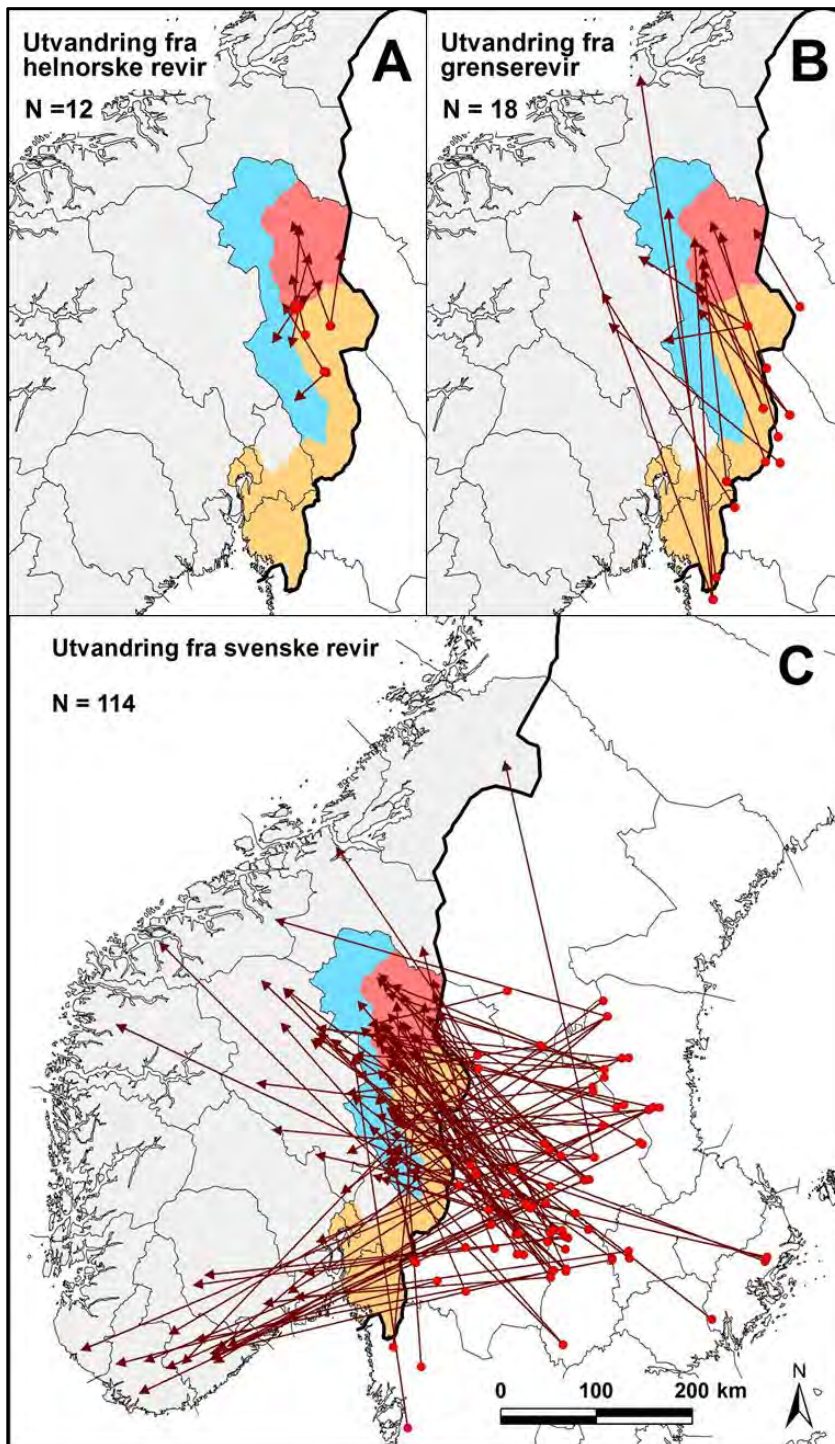 Utvandring fra
helnorske revir
A
N =12
Utvandring fra
grenserevir
B
N = 18
Utvandring fra svenske revir
C
N = 114
N
0 100 200 km